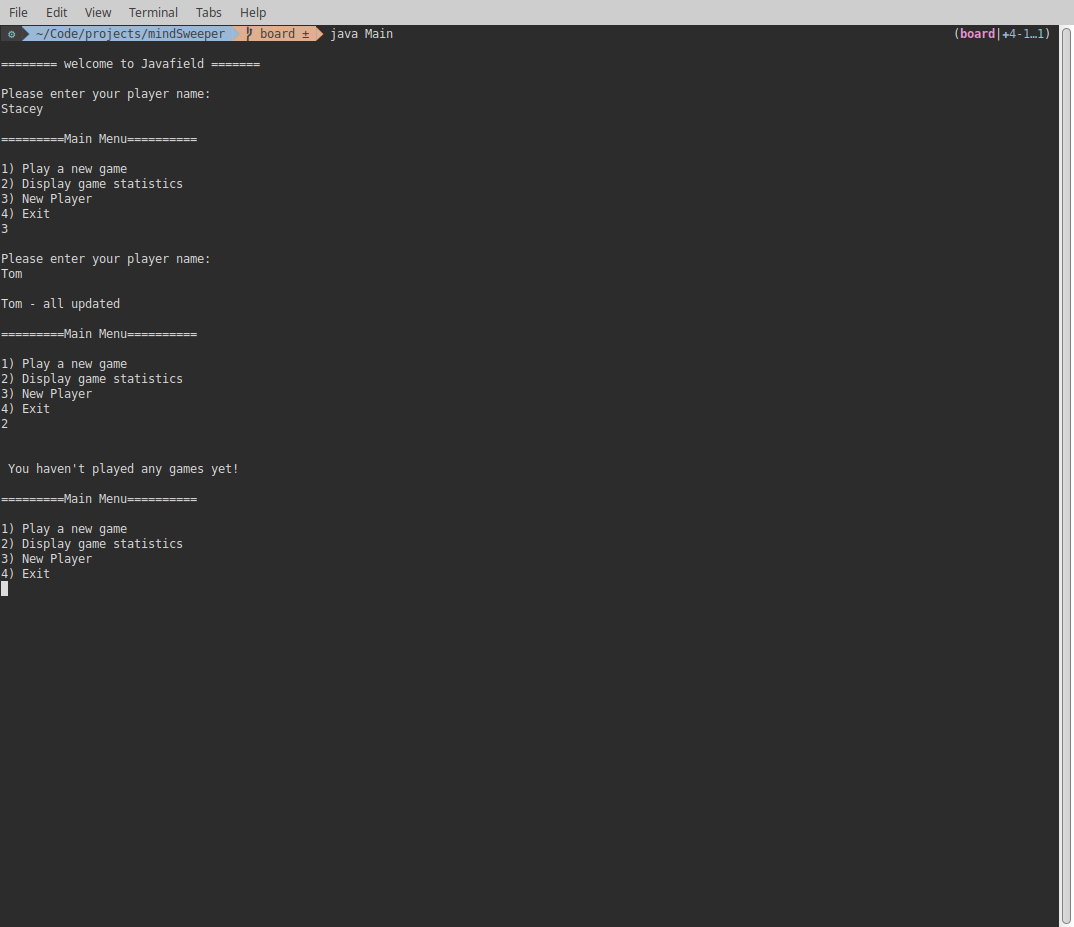 File Edit View Terminal Tabs Help
⚙ ~/Code/projects/mindSweeper board ± java Main (board|✚4-1…1)
======== welcome to Javafield =======
Please enter your player name:
Stacey
=========Main Menu==========
1) Play a new game
2) Display game statistics
3) New Player
4) Exit
3
Please enter your player name:
Tom
Tom - all updated
=========Main Menu==========
1) Play a new game
2) Display game statistics
3) New Player
4) Exit
2
You haven't played any games yet!
=========Main Menu==========
1) Play a new game
2) Display game statistics
3) New Player
4) Exit